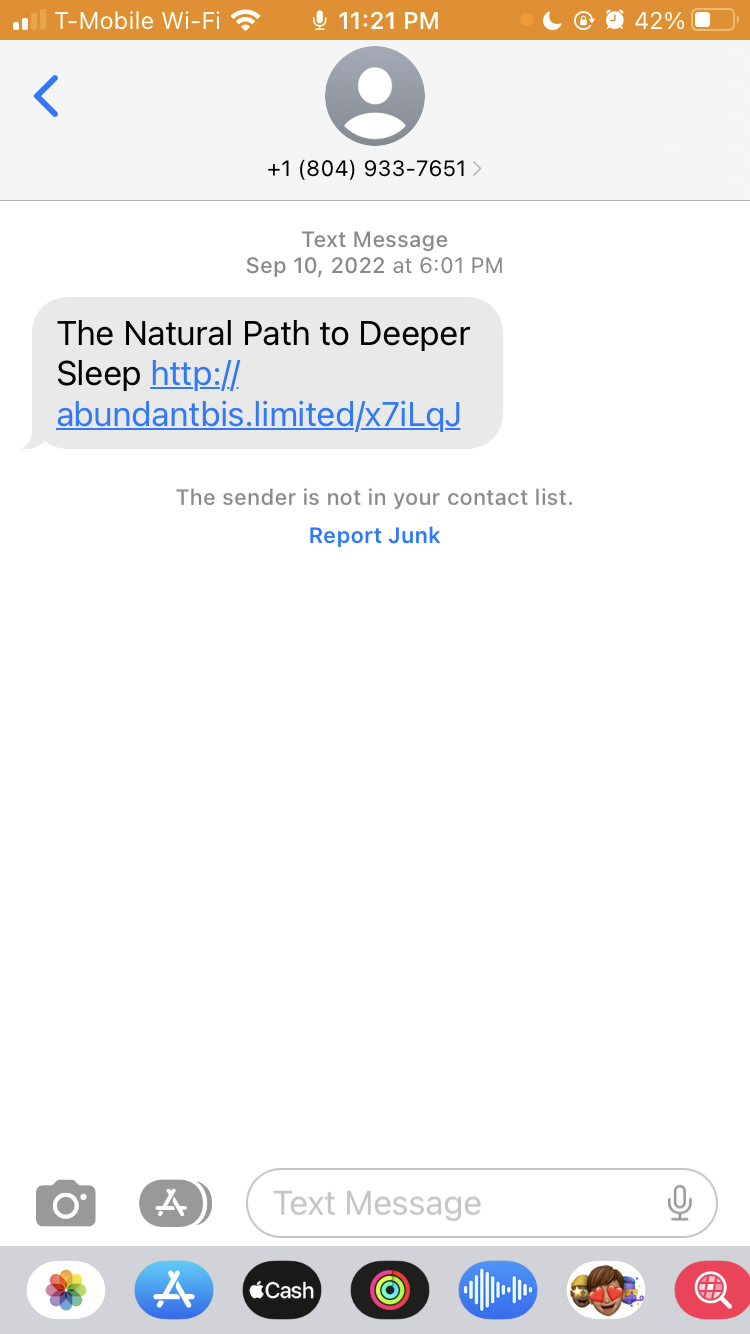 T-Mobile Wi-Fi 11:21 PM 42%
+1 (804) 933-7651
Text Message
Sep 10, 2022 at 6:01 PM
The Natural Path to Deeper
Sleep http://
abundantbis.limited/x7iLqJ
The sender is not in your contact list.
Report Junk
Text Message
Cash